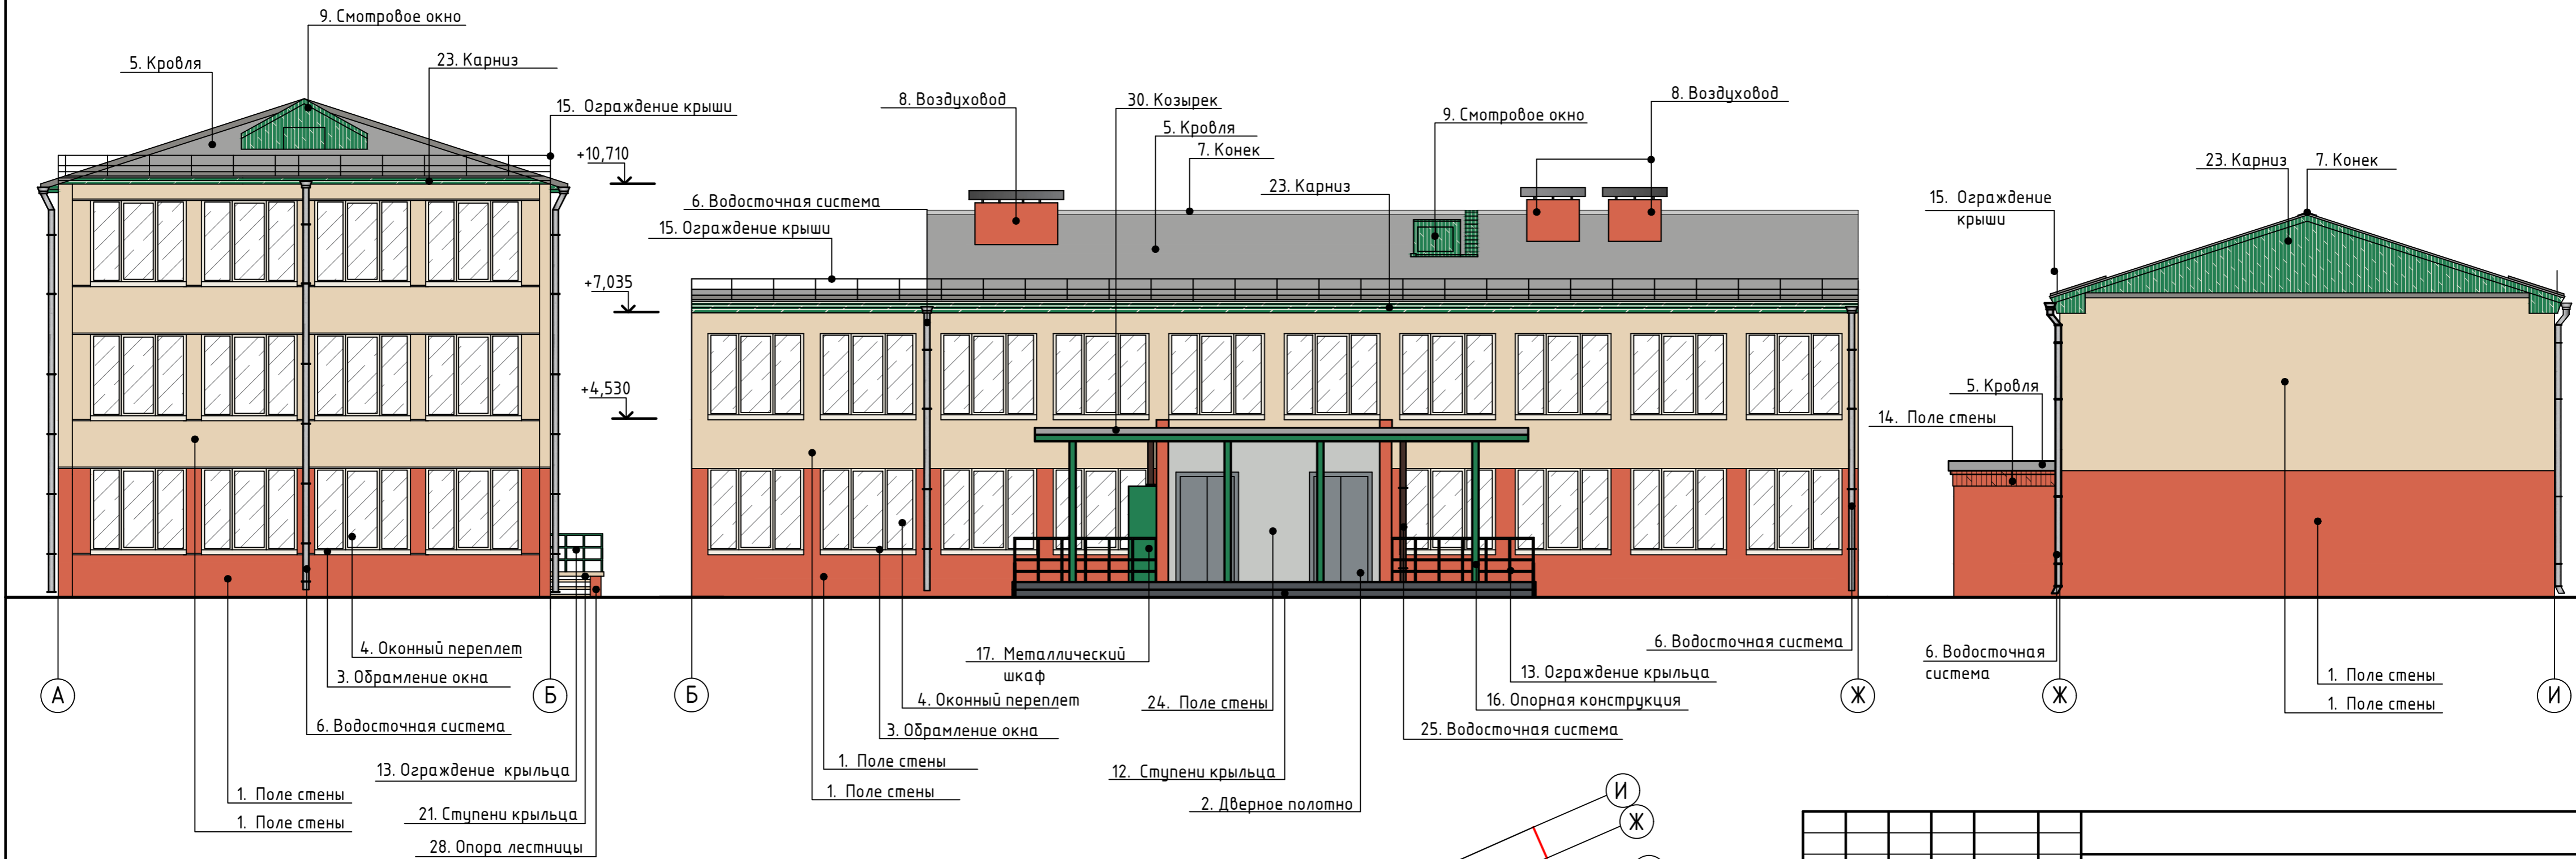 9. Смотровое окно
5. Кровля
23. Карниз
15. Ограждение крыши
+10,710
+7,035
+4,530
4. Оконный переплет
3. Обрамление окна
6. Водосточная система
13. Ограждение крыльца
1. Поле стены
1. Поле стены
21. Ступени крыльца
28. Опора лестницы
А
Б
8. Воздуховод
30. Козырек
5. Кровля
7. Конек
9. Смотровое окно
8. Воздуховод
23. Карниз
6. Водосточная система
15. Ограждение крыши
17. Металлический
шкаф
4. Оконный переплет
3. Обрамление окна
1. Поле стены
1. Поле стены
24. Поле стены
12. Ступени крыльца
2. Дверное полотно
6. Водосточная система
13. Ограждение крыльца
16. Опорная конструкция
25. Водосточная система
Б
Ж
23. Карниз
7. Конек
15. Ограждение
крыши
5. Кровля
14. Поле стены
6. Водосточная
система
1. Поле стены
1. Поле стены
Ж
И
И
Ж